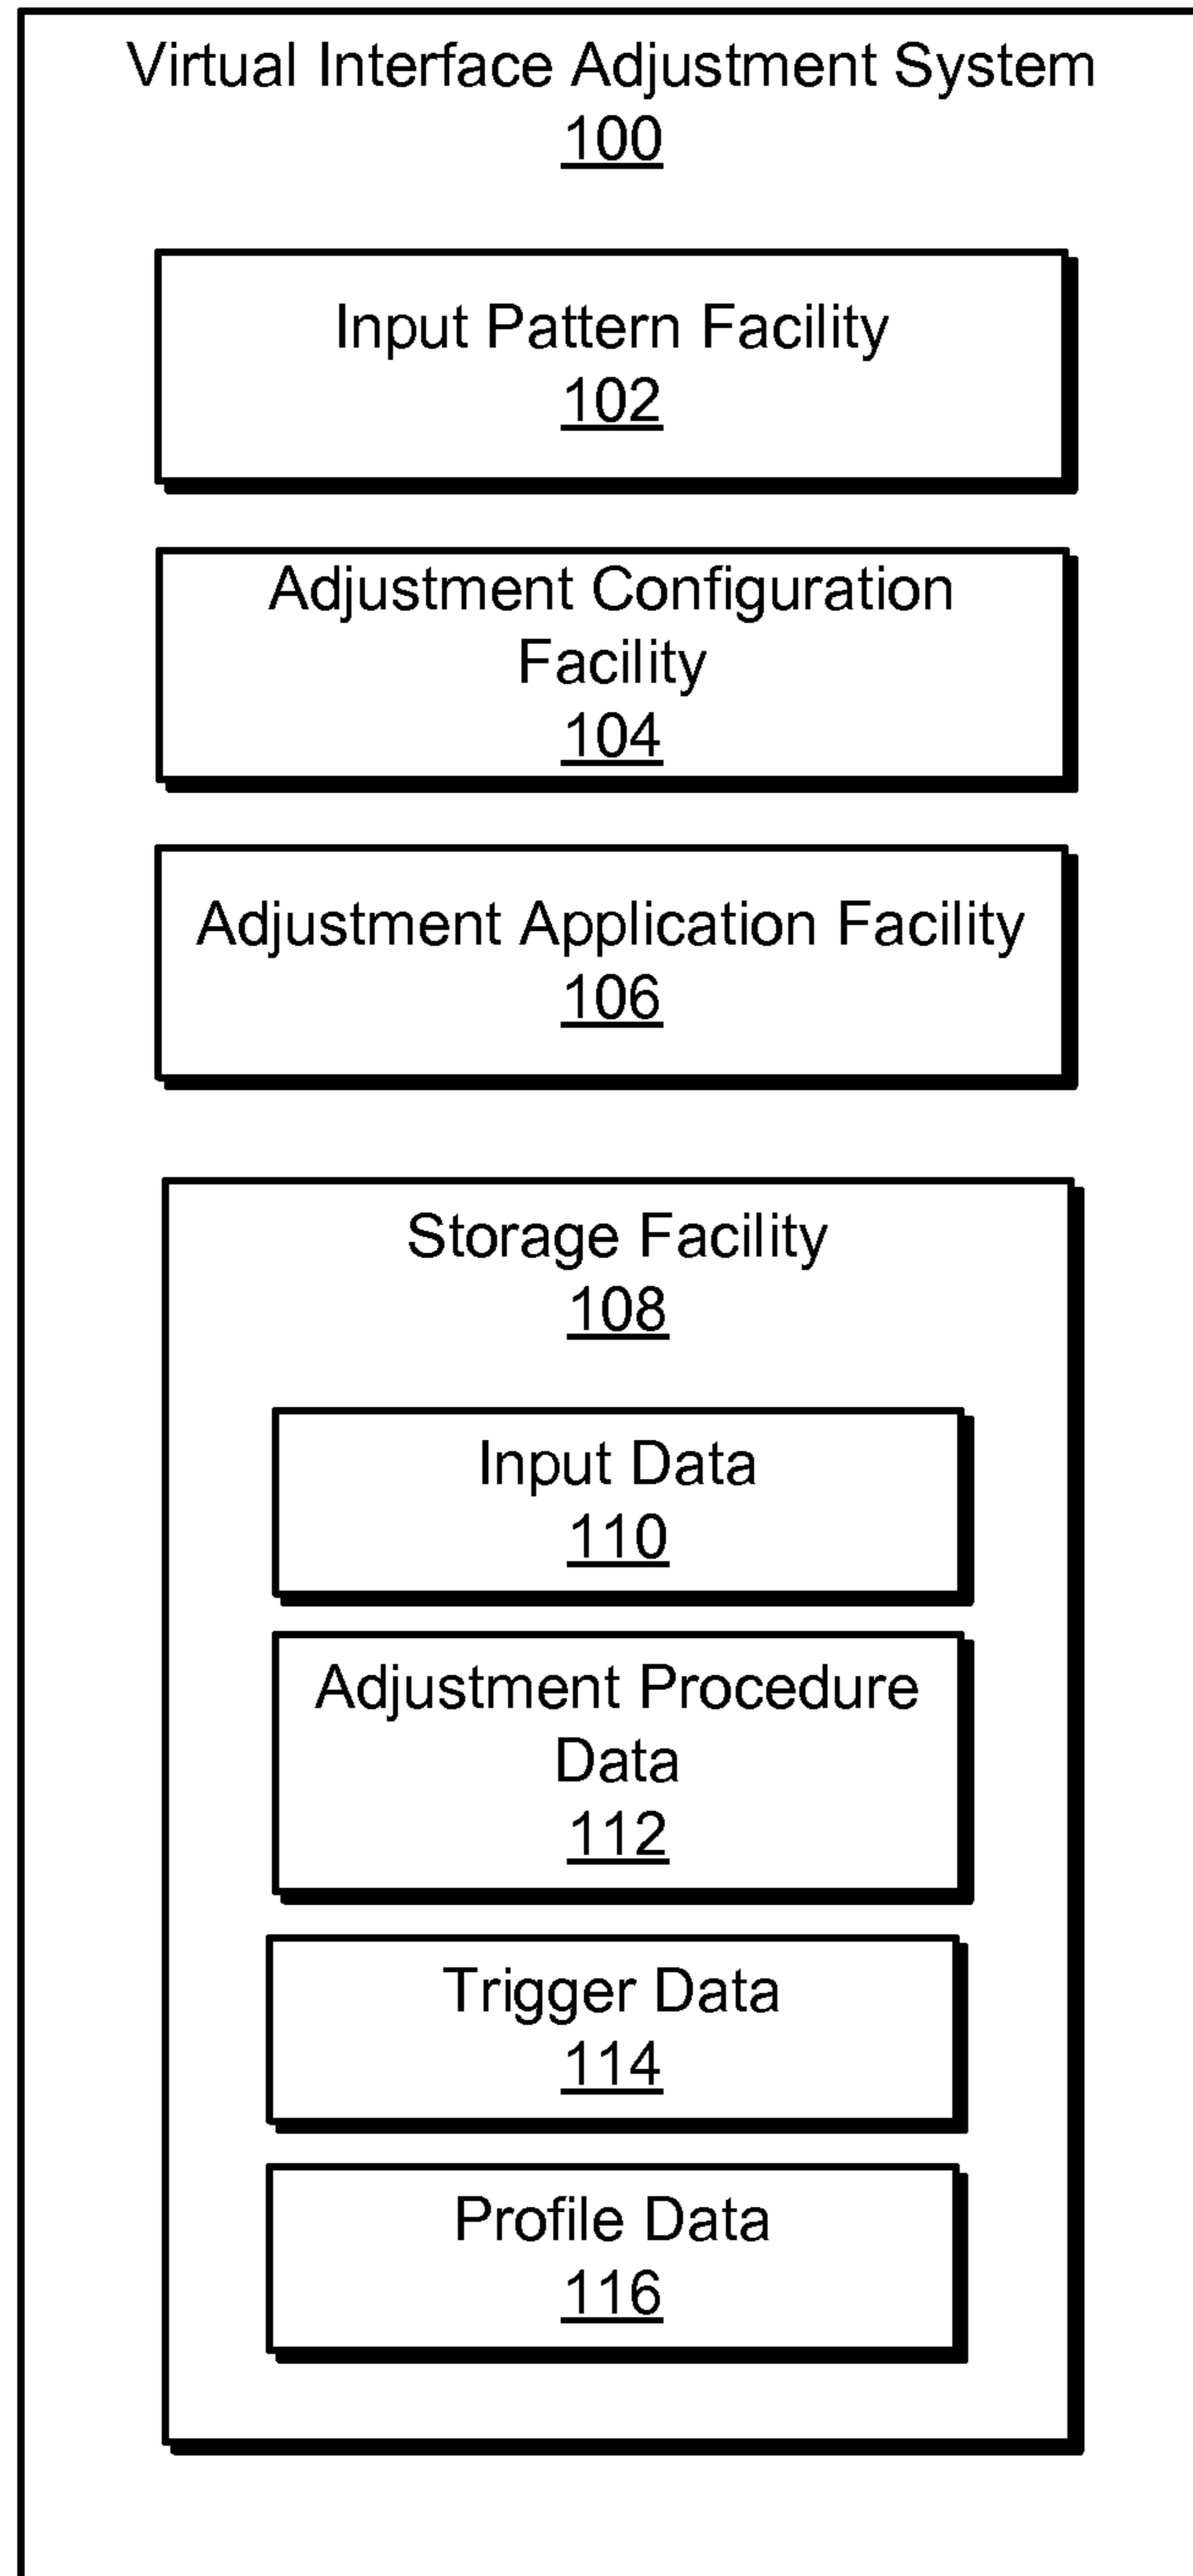 Virtual Interface Adjustment System
100
Input Pattern Facility
102
Adjustment Configuration
Facility
104
Adjustment Application Facility
106
Storage Facility
108
Input Data
110
Adjustment Procedure
Data
112
Trigger Data
114
Profile Data
116